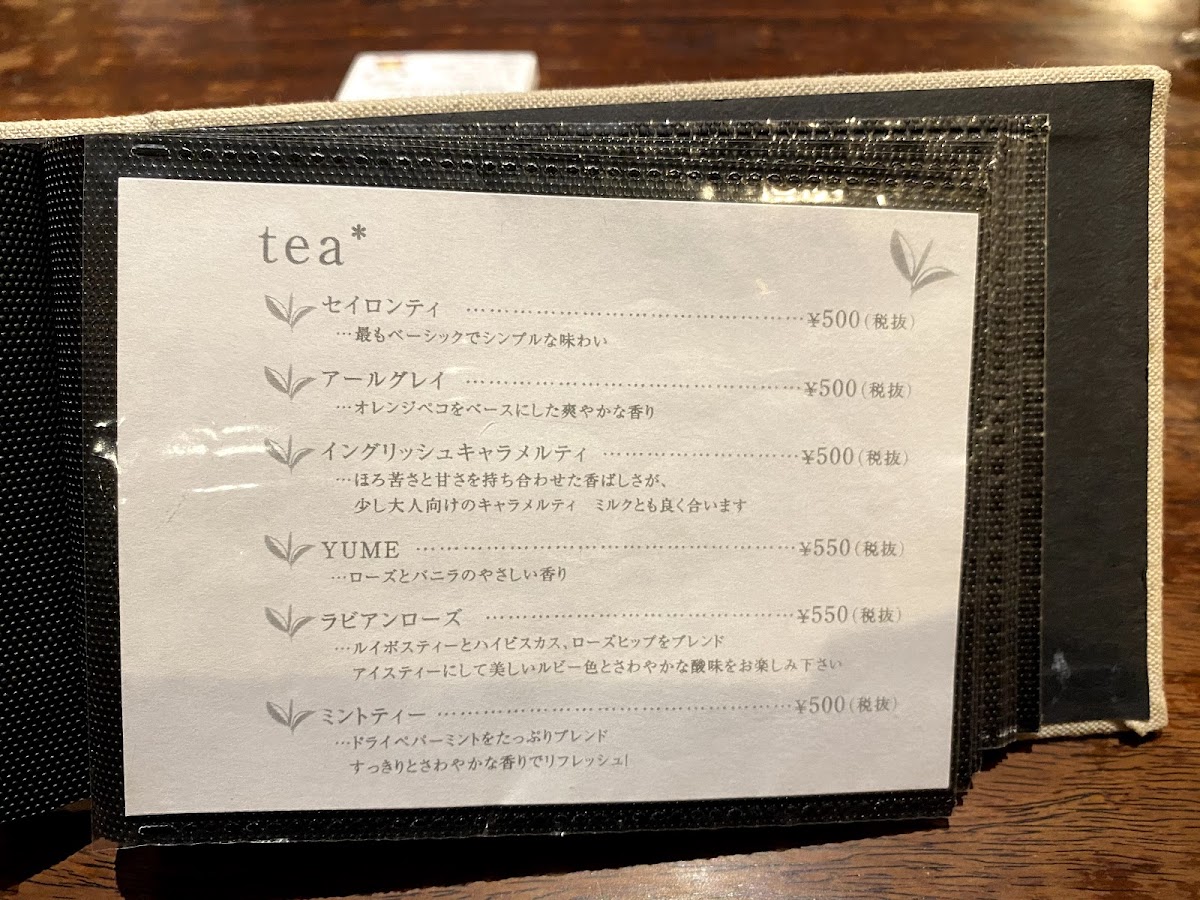 tea*
セイロンティ ………………………………………¥500(税抜)
…最もベーシックでシンプルな味わい
アールグレイ ………………………………………¥500(税抜)
…オレンジペコをベースにした爽やかな香り
イングリッシュキャラメルティ ………………………¥500(税抜)
…ほろ苦さと甘さを持ち合わせた香ばしさが、
少し大人向けのキャラメルティ ミルクとも良く合います
YUME ……………………………………………¥550(税抜)
…ローズとバニラのやさしい香り
ラビアンローズ ……………………………………¥550(税抜)
…ルイボスティーとハイビスカス、ローズヒップをブレンド
アイスティーにして美しいルビー色とさわやかな酸味をお楽しみ下さい
ミントティー …………………………………………¥500(税抜)
…ドライペパーミントをたっぷりブレンド
すっきりとさわやかな香りでリフレッシュ!